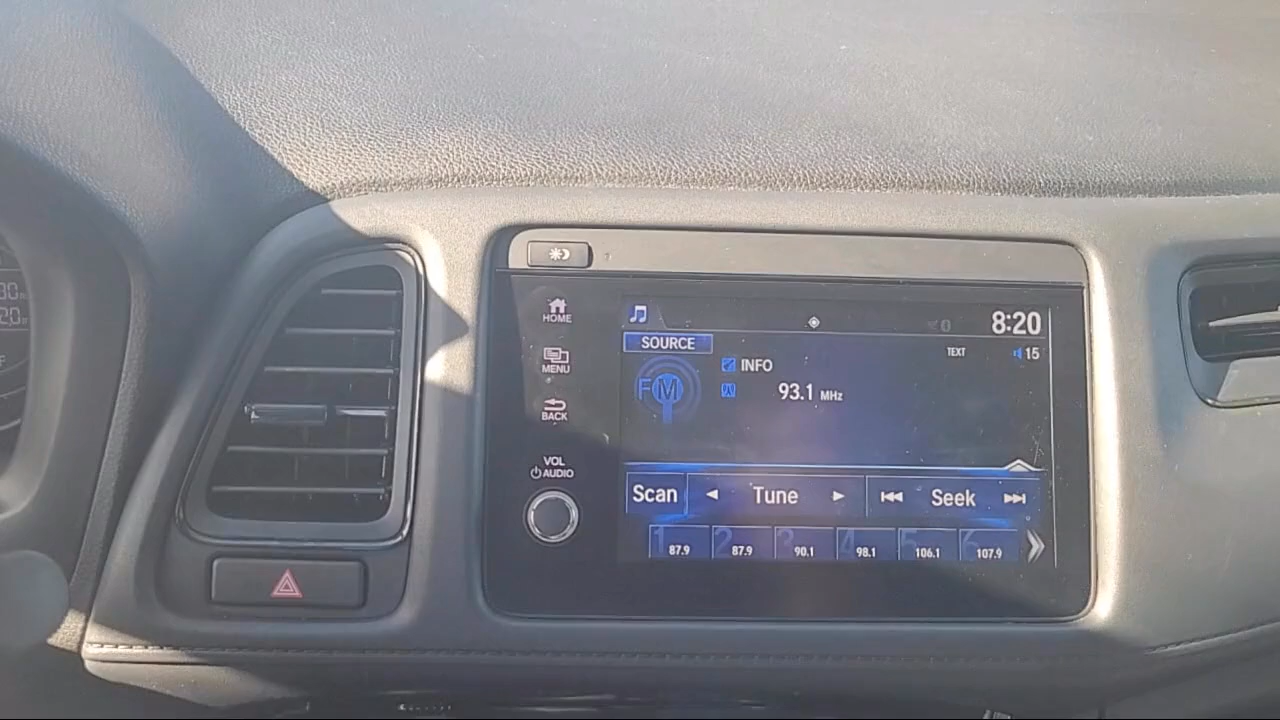 HOME
MENU
BACK
VOL
AUDIO
8:20
SOURCE
TEXT
15
FM
INFO
93.1 MHz
Scan
Tune
Seek
1 87.9
2 87.9
3 90.1
4 98.1
5 106.1
6 107.9